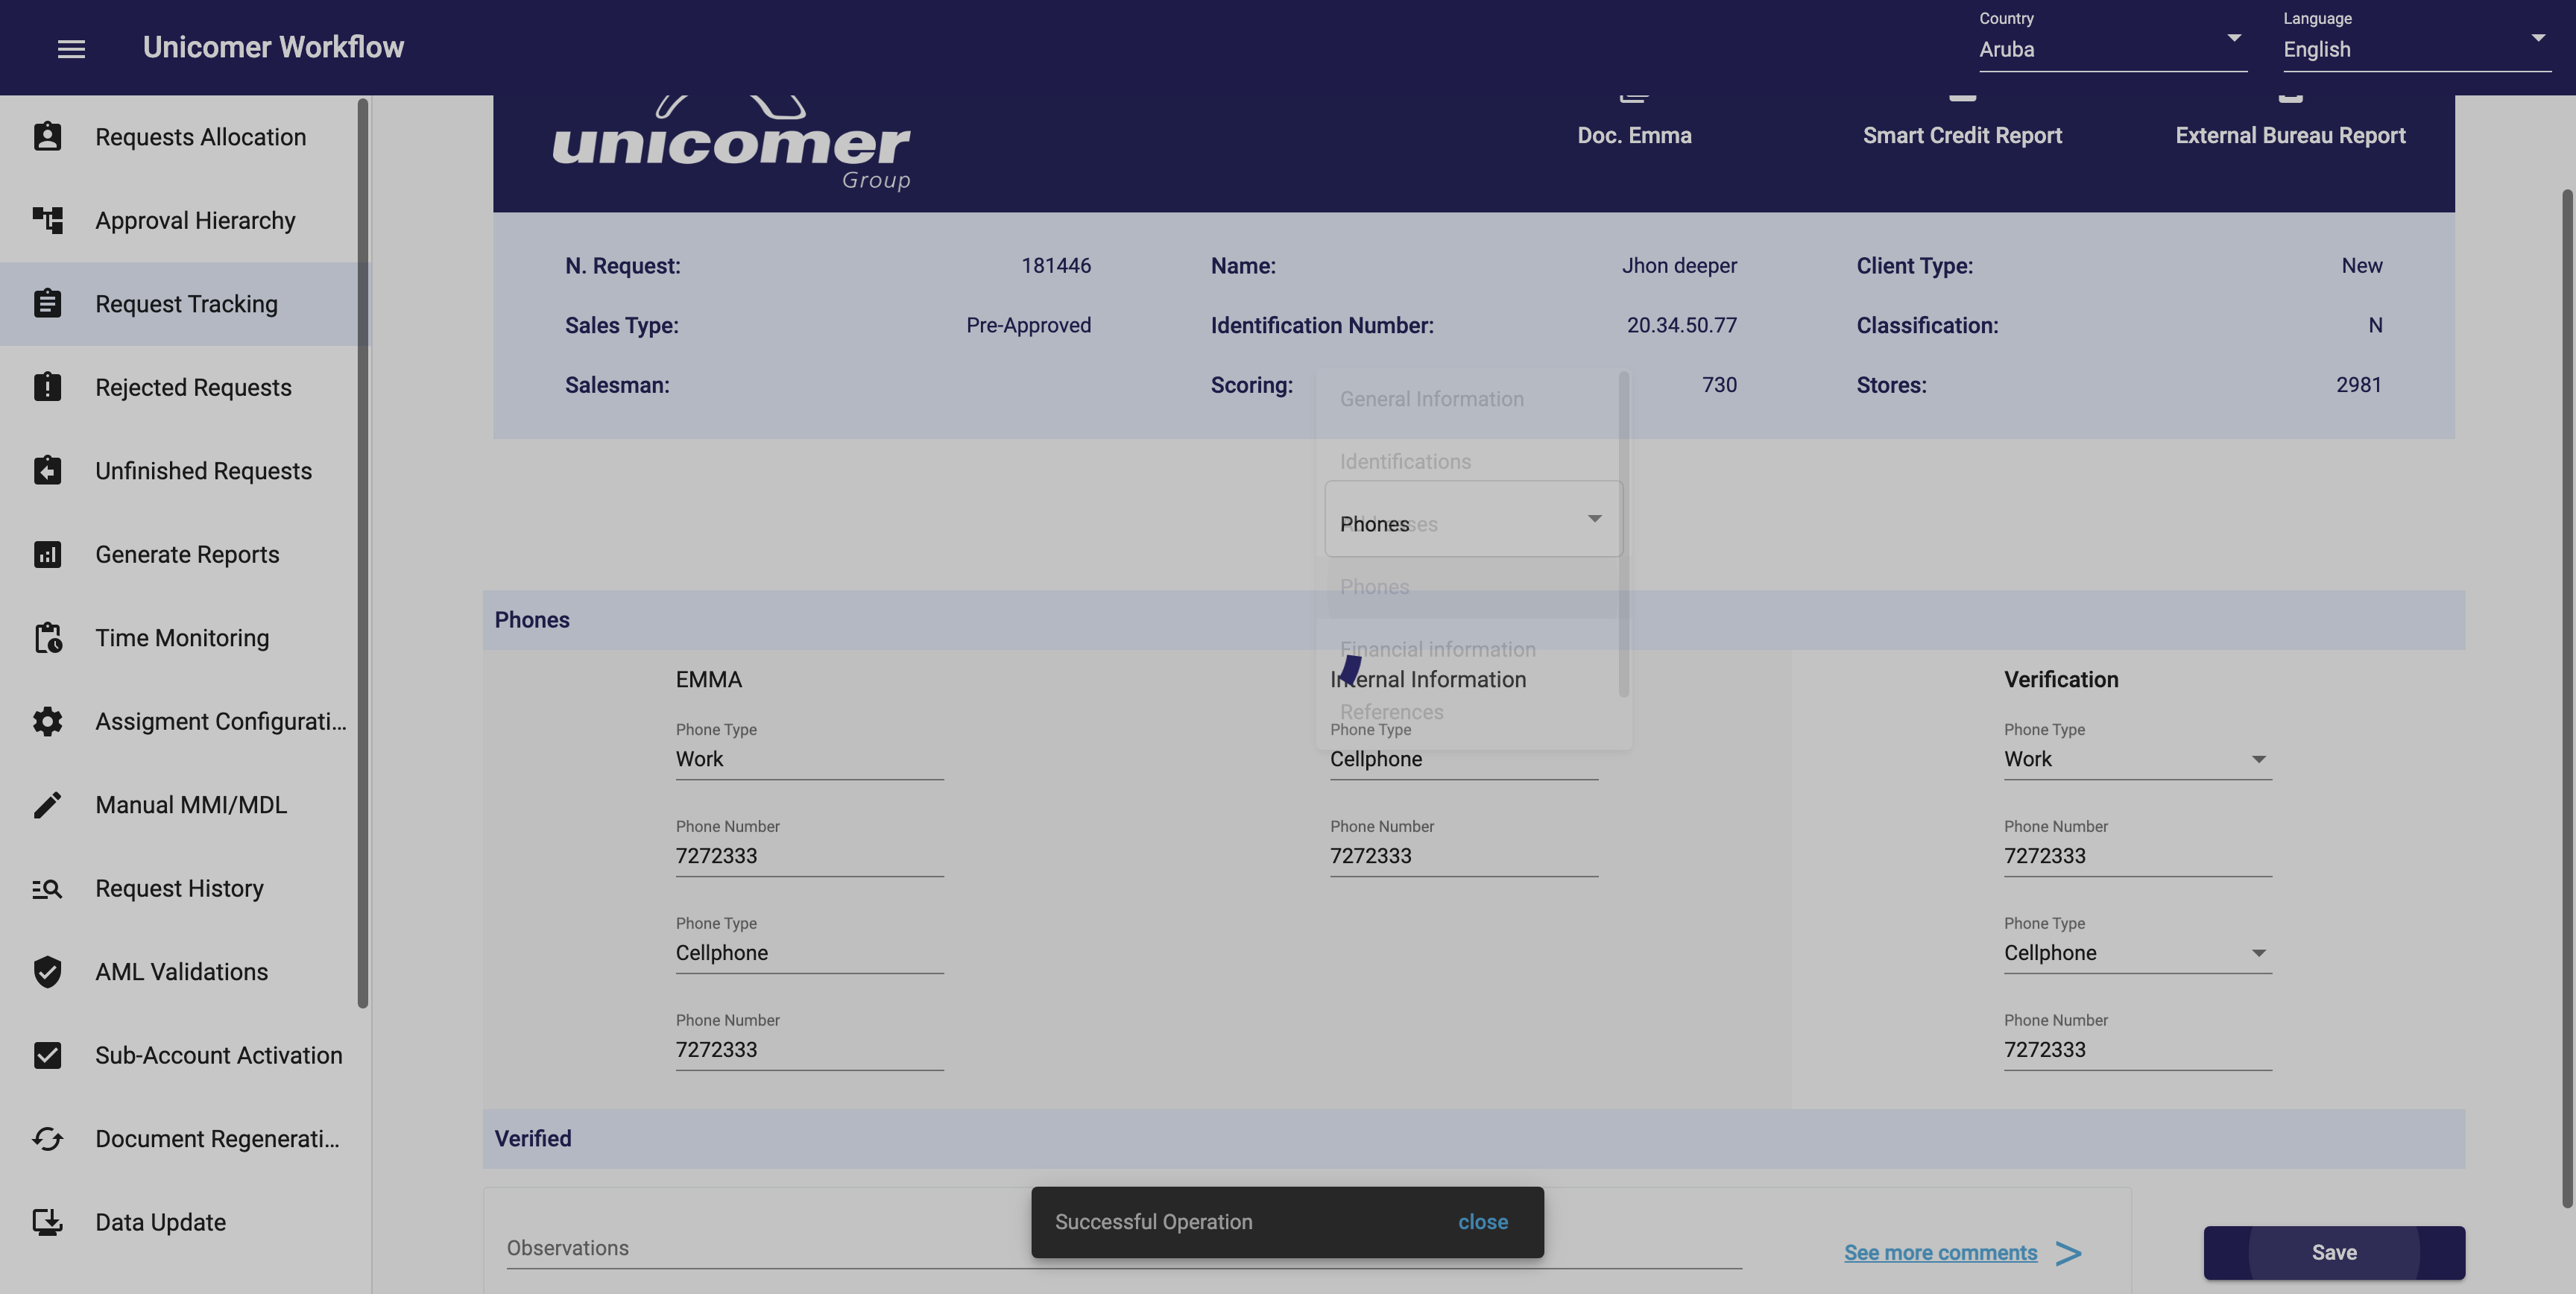 Unicomer Workflow
Country
Aruba
Language
English
Requests Allocation
Approval Hierarchy
Request Tracking
Rejected Requests
Unfinished Requests
Generate Reports
Time Monitoring
Assigment Configurati...
Manual MMI/MDL
Request History
AML Validations
Sub-Account Activation
Document Regenerati...
Data Update
unicomer
Group
Doc. Emma
Smart Credit Report
External Bureau Report
N. Request: 181446
Name: Jhon deeper
Client Type: New
Sales Type: Pre-Approved
Identification Number: 20.34.50.77
Classification: N
Salesman:
Scoring: 730
Stores: 2981
General Information
Identifications
Addresses
Phones
Phones
Financial information
References
Phones
EMMA
Phone Type
Work
Phone Number
7272333
Phone Type
Cellphone
Phone Number
7272333
Internal Information
Phone Type
Cellphone
Phone Number
7272333
Verification
Phone Type
Work
Phone Number
7272333
Phone Type
Cellphone
Phone Number
7272333
Verified
Observations
Successful Operation
close
See more comments
Save